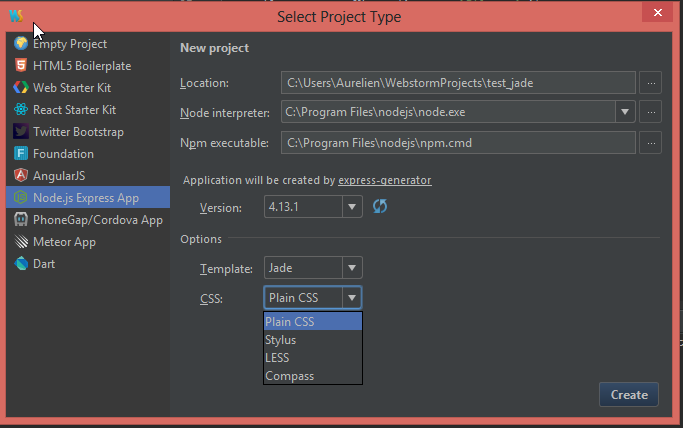 WS
Select Project Type
Empty Project
HTML5 Boilerplate
Web Starter Kit
React Starter Kit
Twitter Bootstrap
Foundation
AngularJS
Node.js Express App
PhoneGap/Cordova App
Meteor App
Dart
New project
Location: C:\Users\Aurelien\WebstormProjects\test_jade ...
Node interpreter: C:\Program Files\nodejs\node.exe ...
Npm executable: C:\Program Files\nodejs\npm.cmd ...
Application will be created by express-generator
Version: 4.13.1
Options
Template: Jade
CSS: Plain CSS
Plain CSS
Stylus
LESS
Compass
Create